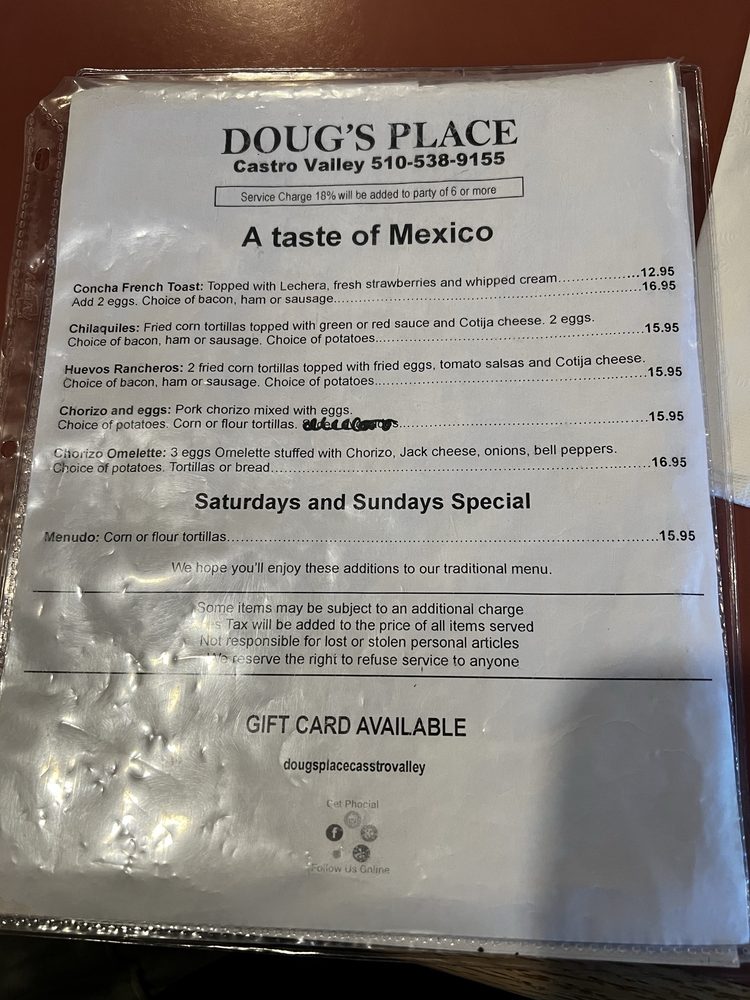 DOUG'S PLACE
Castro Valley 510-538-9155
Service Charge 18% will be added to party of 6 or more
A taste of Mexico
Concha French Toast: Topped with Lechera, fresh strawberries and whipped cream..................12.95
Add 2 eggs. Choice of bacon, ham or sausage..................16.95
Chilaquiles: Fried corn tortillas topped with green or red sauce and Cotija cheese. 2 eggs.
Choice of bacon, ham or sausage. Choice of potatoes..................15.95
Huevos Rancheros: 2 fried corn tortillas topped with fried eggs, tomato salsas and Cotija cheese.
Choice of bacon, ham or sausage. Choice of potatoes..................15.95
Chorizo and eggs: Pork chorizo mixed with eggs.
Choice of potatoes. Corn or flour tortillas. ..................15.95
Chorizo Omelette: 3 eggs Omelette stuffed with Chorizo, Jack cheese, onions, bell peppers.
Choice of potatoes. Tortillas or bread..................16.95
Saturdays and Sundays Special
Menudo: Corn or flour tortillas..................15.95
We hope you'll enjoy these additions to our traditional menu.
Some items may be subject to an additional charge
Tax will be added to the price of all items served
Not responsible for lost or stolen personal articles
We reserve the right to refuse service to anyone
GIFT CARD AVAILABLE
dougsplacecasstrovalley
Get Phocial
Follow Us Online